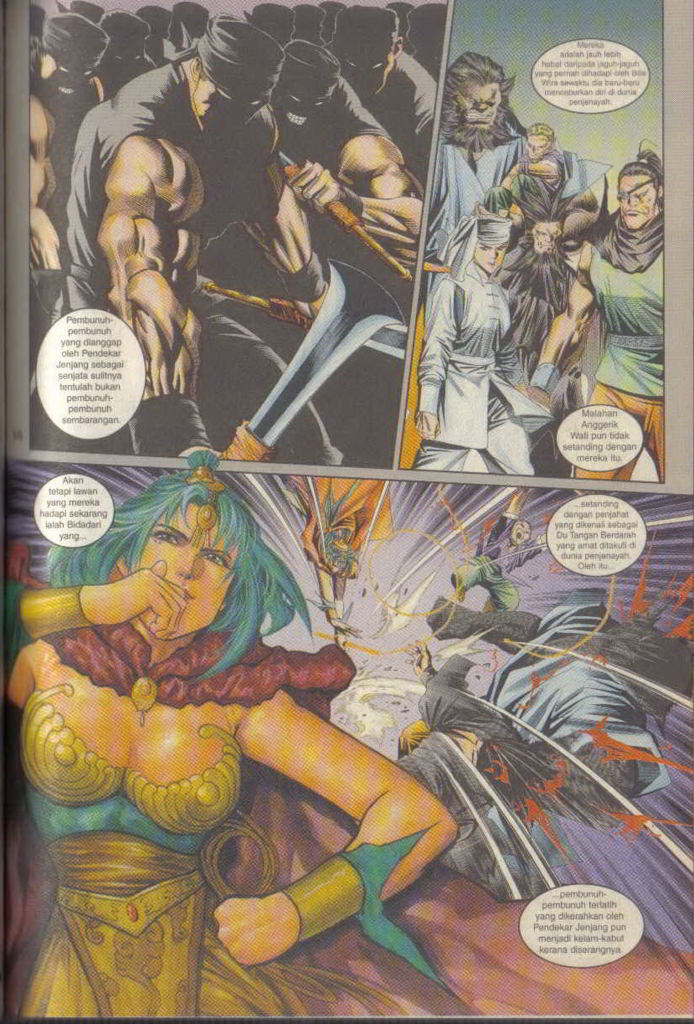 Pembunuh-
pembunuh
yang dianggap
oleh Pendekar
Jenjang sebagai
senjata sulitnya
tentulah bukan
pembunuh-
pembunuh
sembarangan.
Mereka
adalah jauh lebih
hebat daripada jaguh-jaguh
yang pernah dihadapi oleh Bila
Wira sewaktu dia baru-baru
menceburkan diri di dunia
penjenayah.
Malahan
Anggerik
Wati pun tidak
setanding dengan
mereka itu.
Akan
tetapi lawan
yang mereka
hadapi sekarang
ialah Bidadari
yang...
...setanding
dengan penjahat
yang dikenali sebagai
Du Tangan Berdarah
yang amat ditakuti di
dunia penjenayah.
Oleh itu...
...pembunuh-
pembunuh terlatih
yang dikerahkan oleh
Pendekar Jenjang pun
menjadi kelam-kabut
kerana diserangnya.